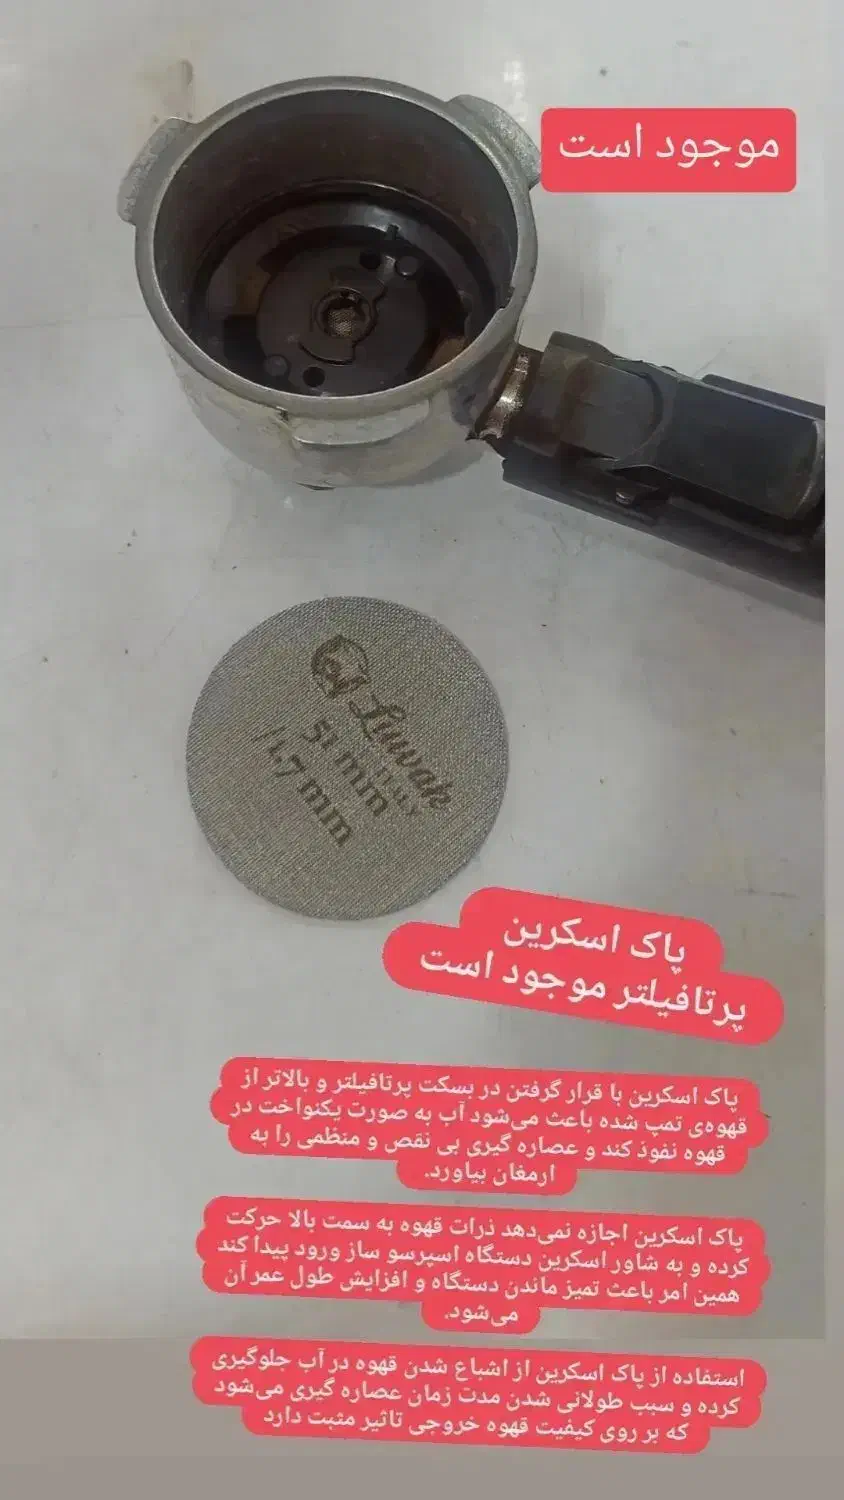 موجود است
Luwak
ITALY
51 mm
/1.7 mm
پاک اسکرین
پرتافیلتر موجود است
پاک اسکرین با قرار گرفتن در بسکت پرتافیلتر و بالاتر از
قهوه‌ی تمپ شده باعث می‌شود آب به صورت یکنواخت در
قهوه نفوذ کند و عصاره گیری بی نقص و منظمی را به
ارمغان بیاورد.
پاک اسکرین اجازه نمی‌دهد ذرات قهوه به سمت بالا حرکت
کرده و به شاور اسکرین دستگاه اسپرسو ساز ورود پیدا کند
همین امر باعث تمیز ماندن دستگاه و افزایش طول عمر آن
می‌شود.
استفاده از پاک اسکرین از اشباع شدن قهوه در آب جلوگیری
کرده و سبب طولانی شدن مدت زمان عصاره گیری می‌شود
که بر روی کیفیت قهوه خروجی تاثیر مثبت دارد